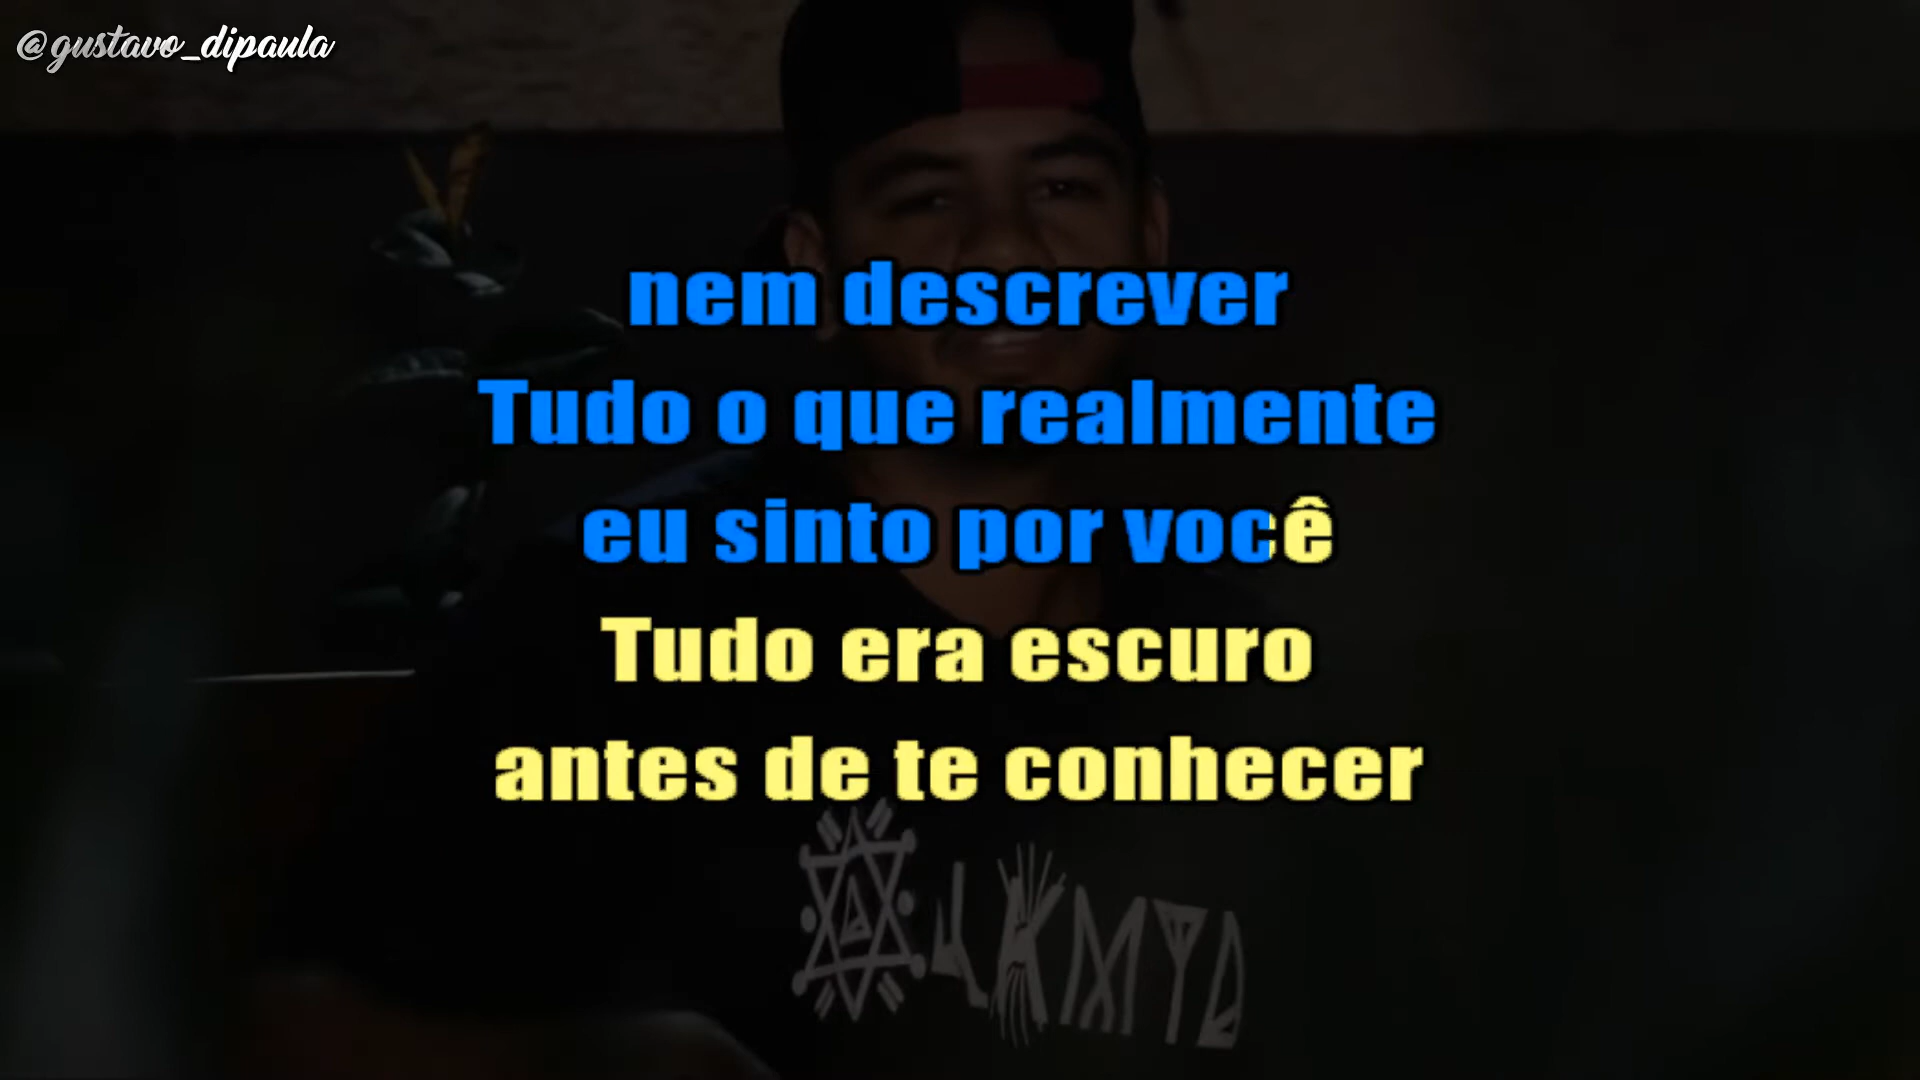 @gustavo_dipaula
nem descrever
Tudo o que realmente
eu sinto por você
Tudo era escuro
antes de te conhecer